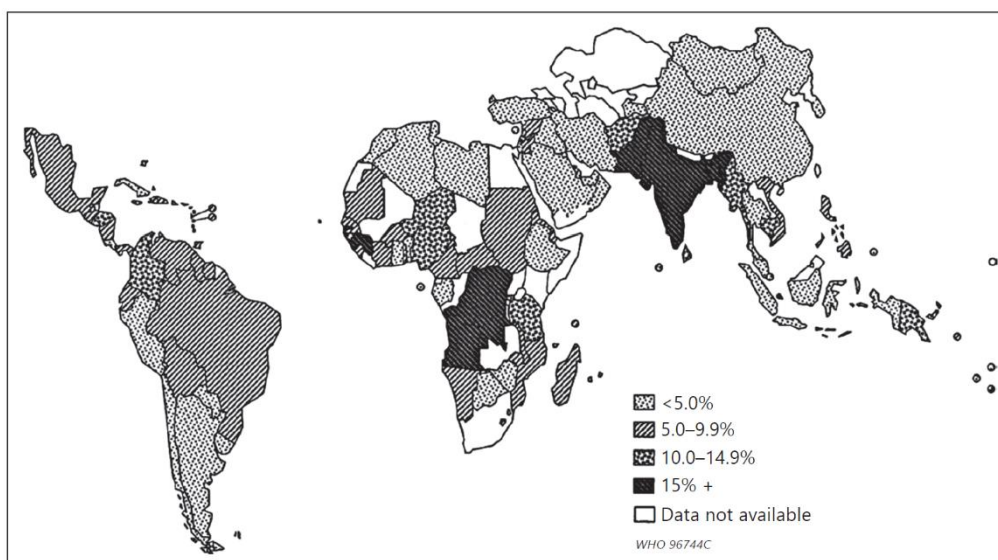 <5.0%
5.0–9.9%
10.0–14.9%
15% +
Data not available
WHO 96744C